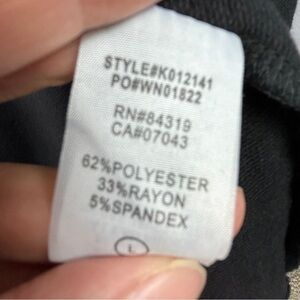 STYLE#K012141
PO#WN01822
RN#84319
CA#07043
62%POLYESTER
33%RAYON
5%SPANDEX
L